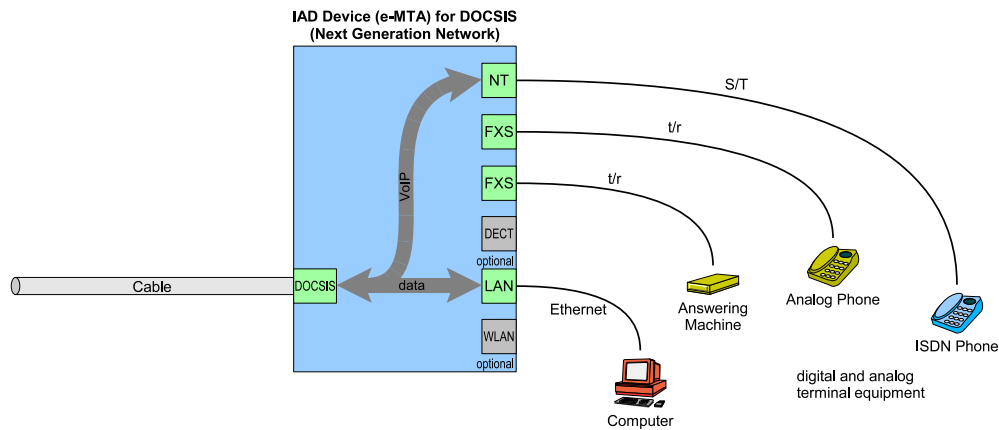 IAD Device (e-MTA) for DOCSIS
(Next Generation Network)
NT
S/T
FXS
t/r
VoIP
FXS
t/r
DECT
optional
Cable
DOCSIS
data
LAN
Ethernet
Answering
Machine
Analog Phone
WLAN
optional
ISDN Phone
digital and analog
terminal equipment
Computer